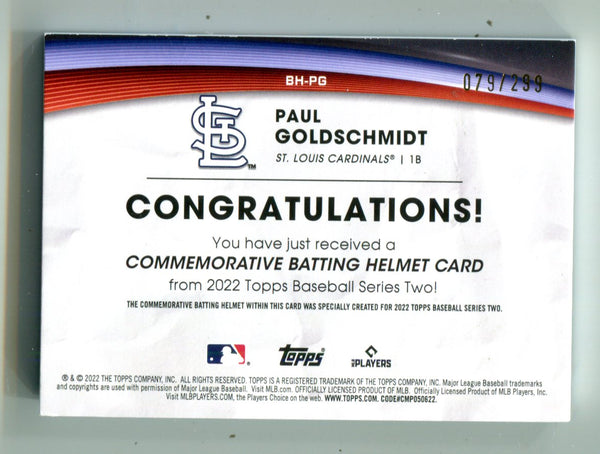 BH-PG
079/299
STL
PAUL
GOLDSCHMIDT
ST. LOUIS CARDINALS® | 1B
CONGRATULATIONS!
You have just received a
COMMEMORATIVE BATTING HELMET CARD
from 2022 Topps Baseball Series Two!
THE COMMEMORATIVE BATTING HELMET WITHIN THIS CARD WAS SPECIALLY CREATED FOR 2022 TOPPS BASEBALL SERIES TWO.
topps
PLAYERS
® & © 2022 THE TOPPS COMPANY, INC. ALL RIGHTS RESERVED. TOPPS IS A REGISTERED TRADEMARK OF THE TOPPS COMPANY, INC. Major League Baseball trademarks
and copyrights are used with permission of Major League Baseball. Visit MLB.com. OFFICIALLY LICENSED PRODUCT OF MLB. Officially Licensed Product of MLB Players, Inc.
Visit MLBPLAYERS.com, the Players Choice on the web. WWW.TOPPS.COM. CODE#CMP050622.